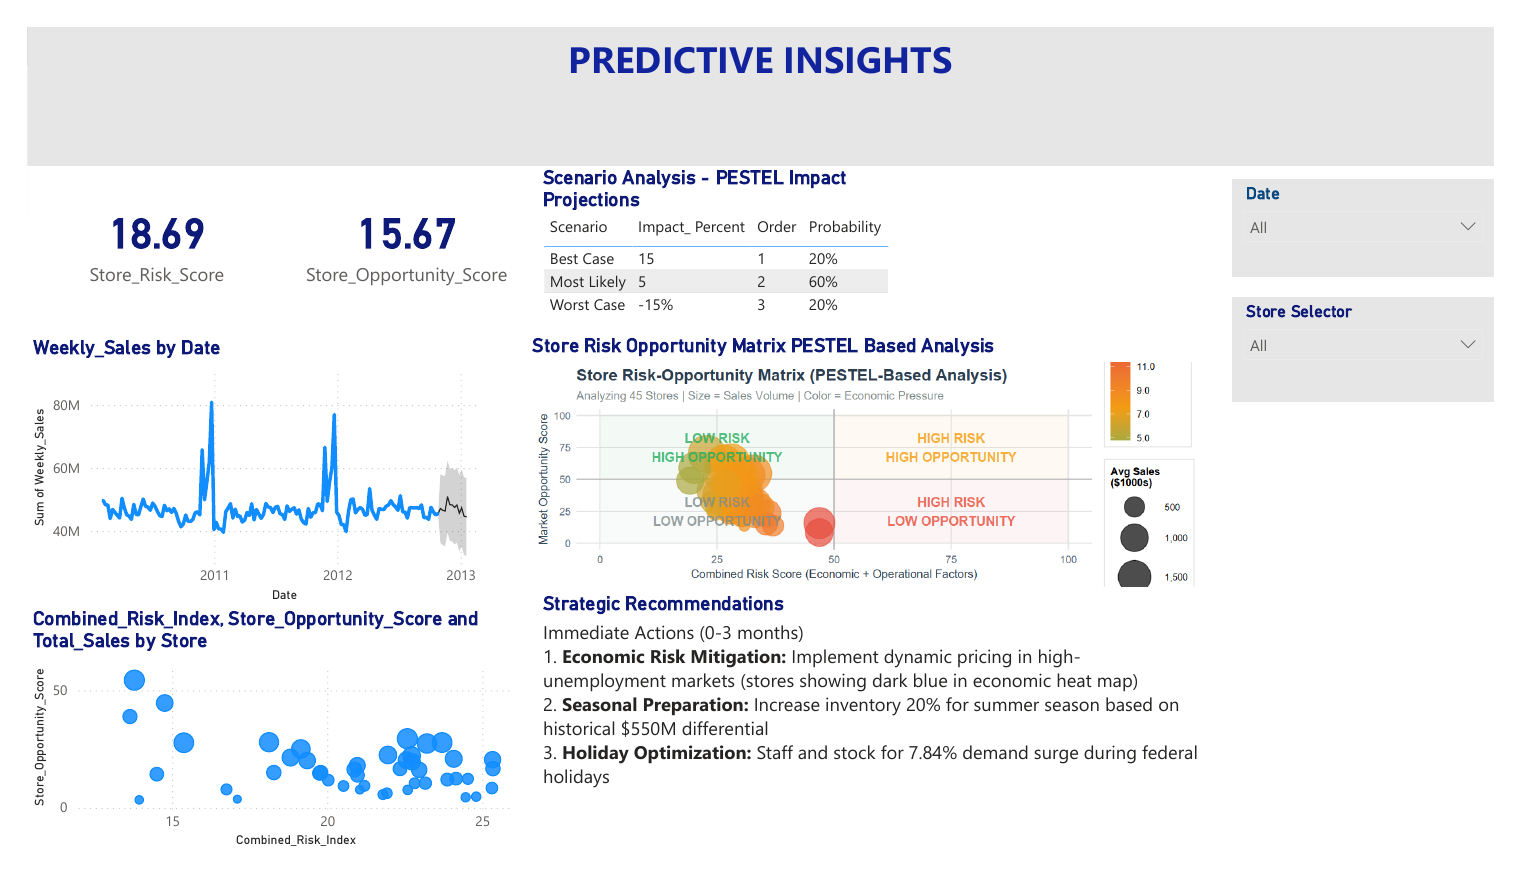 PREDICTIVE INSIGHTS
18.69
Store_Risk_Score
15.67
Store_Opportunity_Score
Scenario Analysis - PESTEL Impact
Projections
Scenario Impact_ Percent Order Probability
Best Case 15 1 20%
Most Likely 5 2 60%
Worst Case -15% 3 20%
Date
All
Store Selector
All
Weekly_Sales by Date
Sum of Weekly_Sales
80M
60M
40M
2011 2012 2013
Date
Store Risk Opportunity Matrix PESTEL Based Analysis
Store Risk-Opportunity Matrix (PESTEL-Based Analysis)
Analyzing 45 Stores | Size = Sales Volume | Color = Economic Pressure
Market Opportunity Score
100
75
50
25
0
LOW RISK
HIGH OPPORTUNITY
HIGH RISK
HIGH OPPORTUNITY
LOW RISK
LOW OPPORTUNITY
HIGH RISK
LOW OPPORTUNITY
0 25 50 75 100
Combined Risk Score (Economic + Operational Factors)
11.0
9.0
7.0
5.0
Avg Sales
($1000s)
500
1,000
1,500
Combined_Risk_Index, Store_Opportunity_Score and
Total_Sales by Store
Store_Opportunity_Score
50
0
15 20 25
Combined_Risk_Index
Strategic Recommendations
Immediate Actions (0-3 months)
1. Economic Risk Mitigation: Implement dynamic pricing in high-
unemployment markets (stores showing dark blue in economic heat map)
2. Seasonal Preparation: Increase inventory 20% for summer season based on
historical $550M differential
3. Holiday Optimization: Staff and stock for 7.84% demand surge during federal
holidays